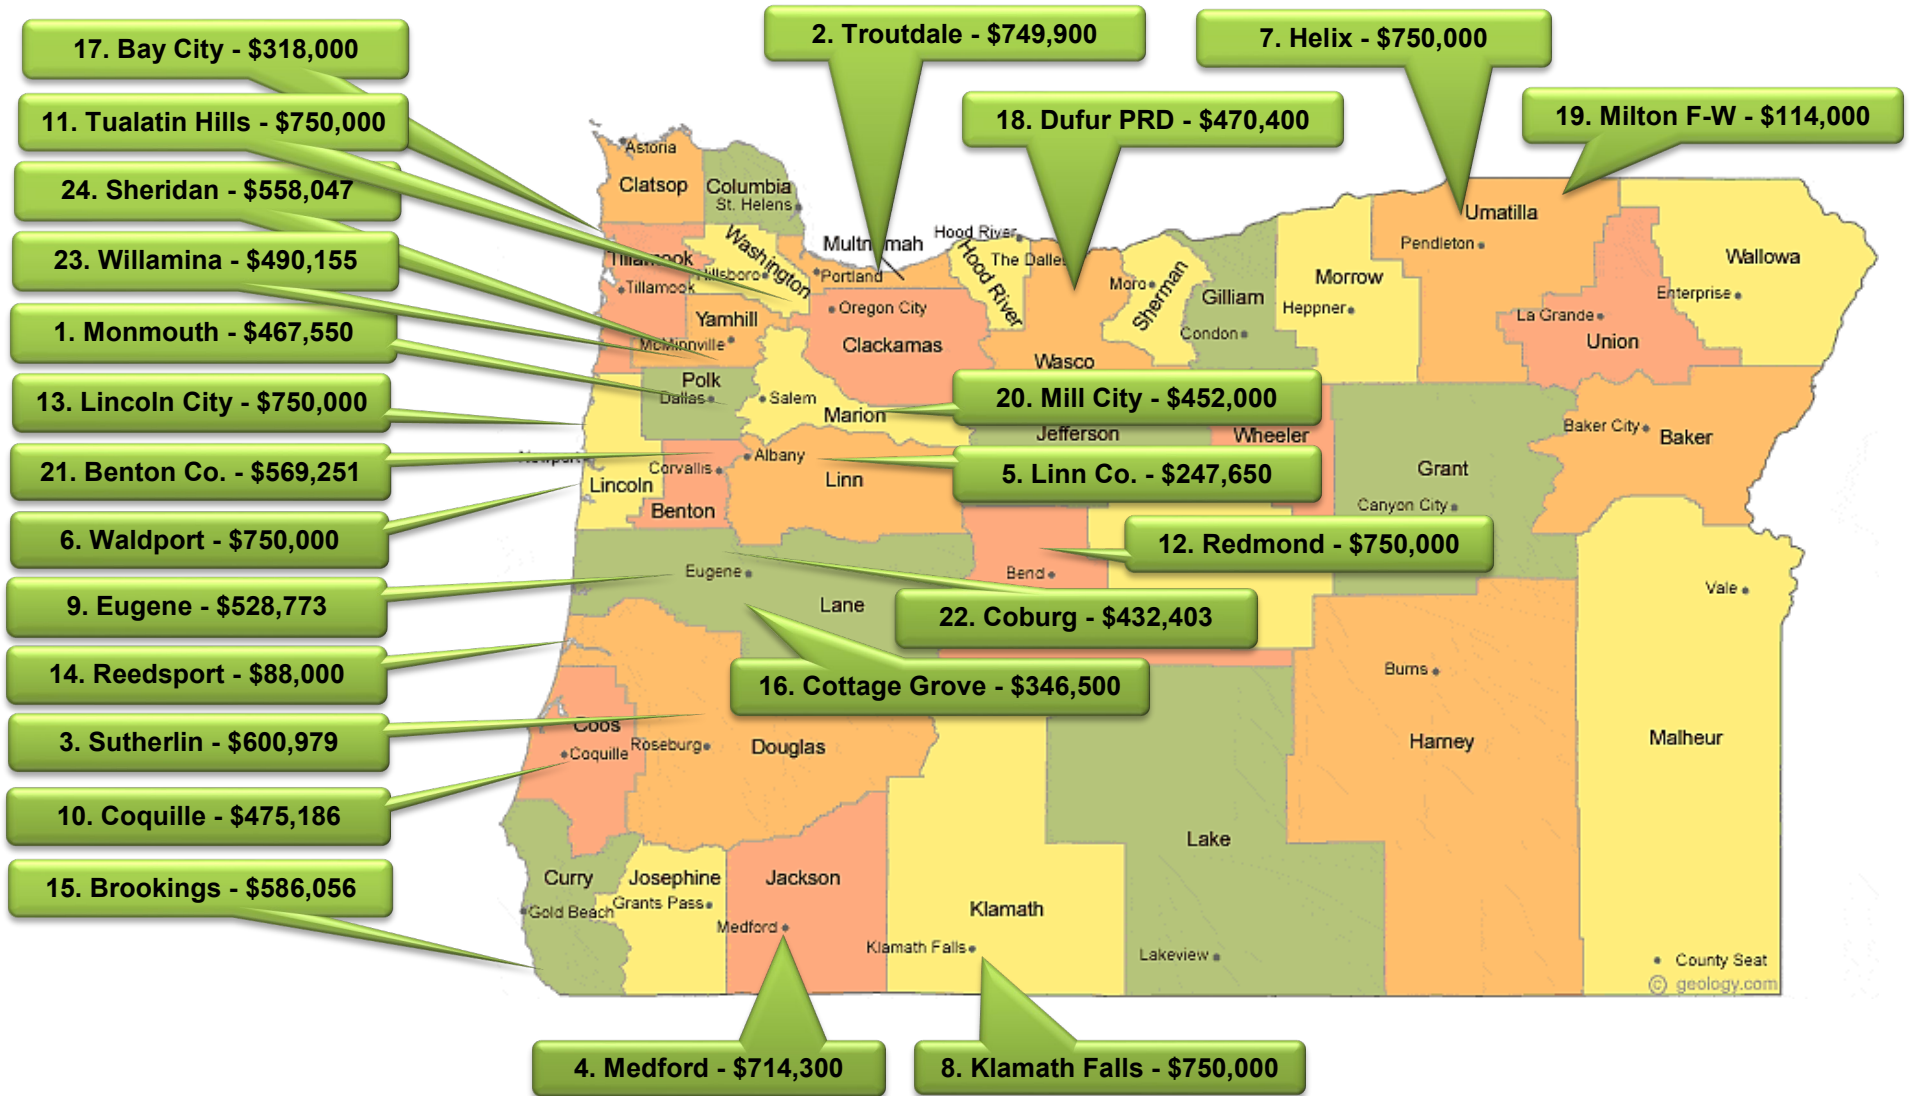 17. Bay City - $318,000
2. Troutdale - $749,900
7. Helix - $750,000
11. Tualatin Hills - $750,000
18. Dufur PRD - $470,400
19. Milton F-W - $114,000
24. Sheridan - $558,047
23. Willamina - $490,155
1. Monmouth - $467,550
13. Lincoln City - $750,000
20. Mill City - $452,000
21. Benton Co. - $569,251
5. Linn Co. - $247,650
6. Waldport - $750,000
12. Redmond - $750,000
9. Eugene - $528,773
22. Coburg - $432,403
14. Reedsport - $88,000
16. Cottage Grove - $346,500
3. Sutherlin - $600,979
10. Coquille - $475,186
15. Brookings - $586,056
4. Medford - $714,300
8. Klamath Falls - $750,000
Astoria
Clatsop
Columbia
St. Helens
Washington
Hillsboro
Multnomah
Portland
Hood River
Hood River
The Dalles
Moro
Sherman
Gilliam
Condon
Morrow
Heppner
Umatilla
Pendleton
Wallowa
Enterprise
La Grande
Union
Tillamook
Tillamook
Yamhill
McMinnville
Oregon City
Clackamas
Wasco
Polk
Dallas
Salem
Marion
Jefferson
Wheeler
Grant
Canyon City
Baker City
Baker
Newport
Lincoln
Corvallis
Benton
Albany
Linn
Eugene
Lane
Bend
Vale
Burns
Harney
Malheur
Coos
Coquille
Roseburg
Douglas
Curry
Gold Beach
Josephine
Grants Pass
Jackson
Medford
Klamath
Klamath Falls
Lake
Lakeview
County Seat
© geology.com